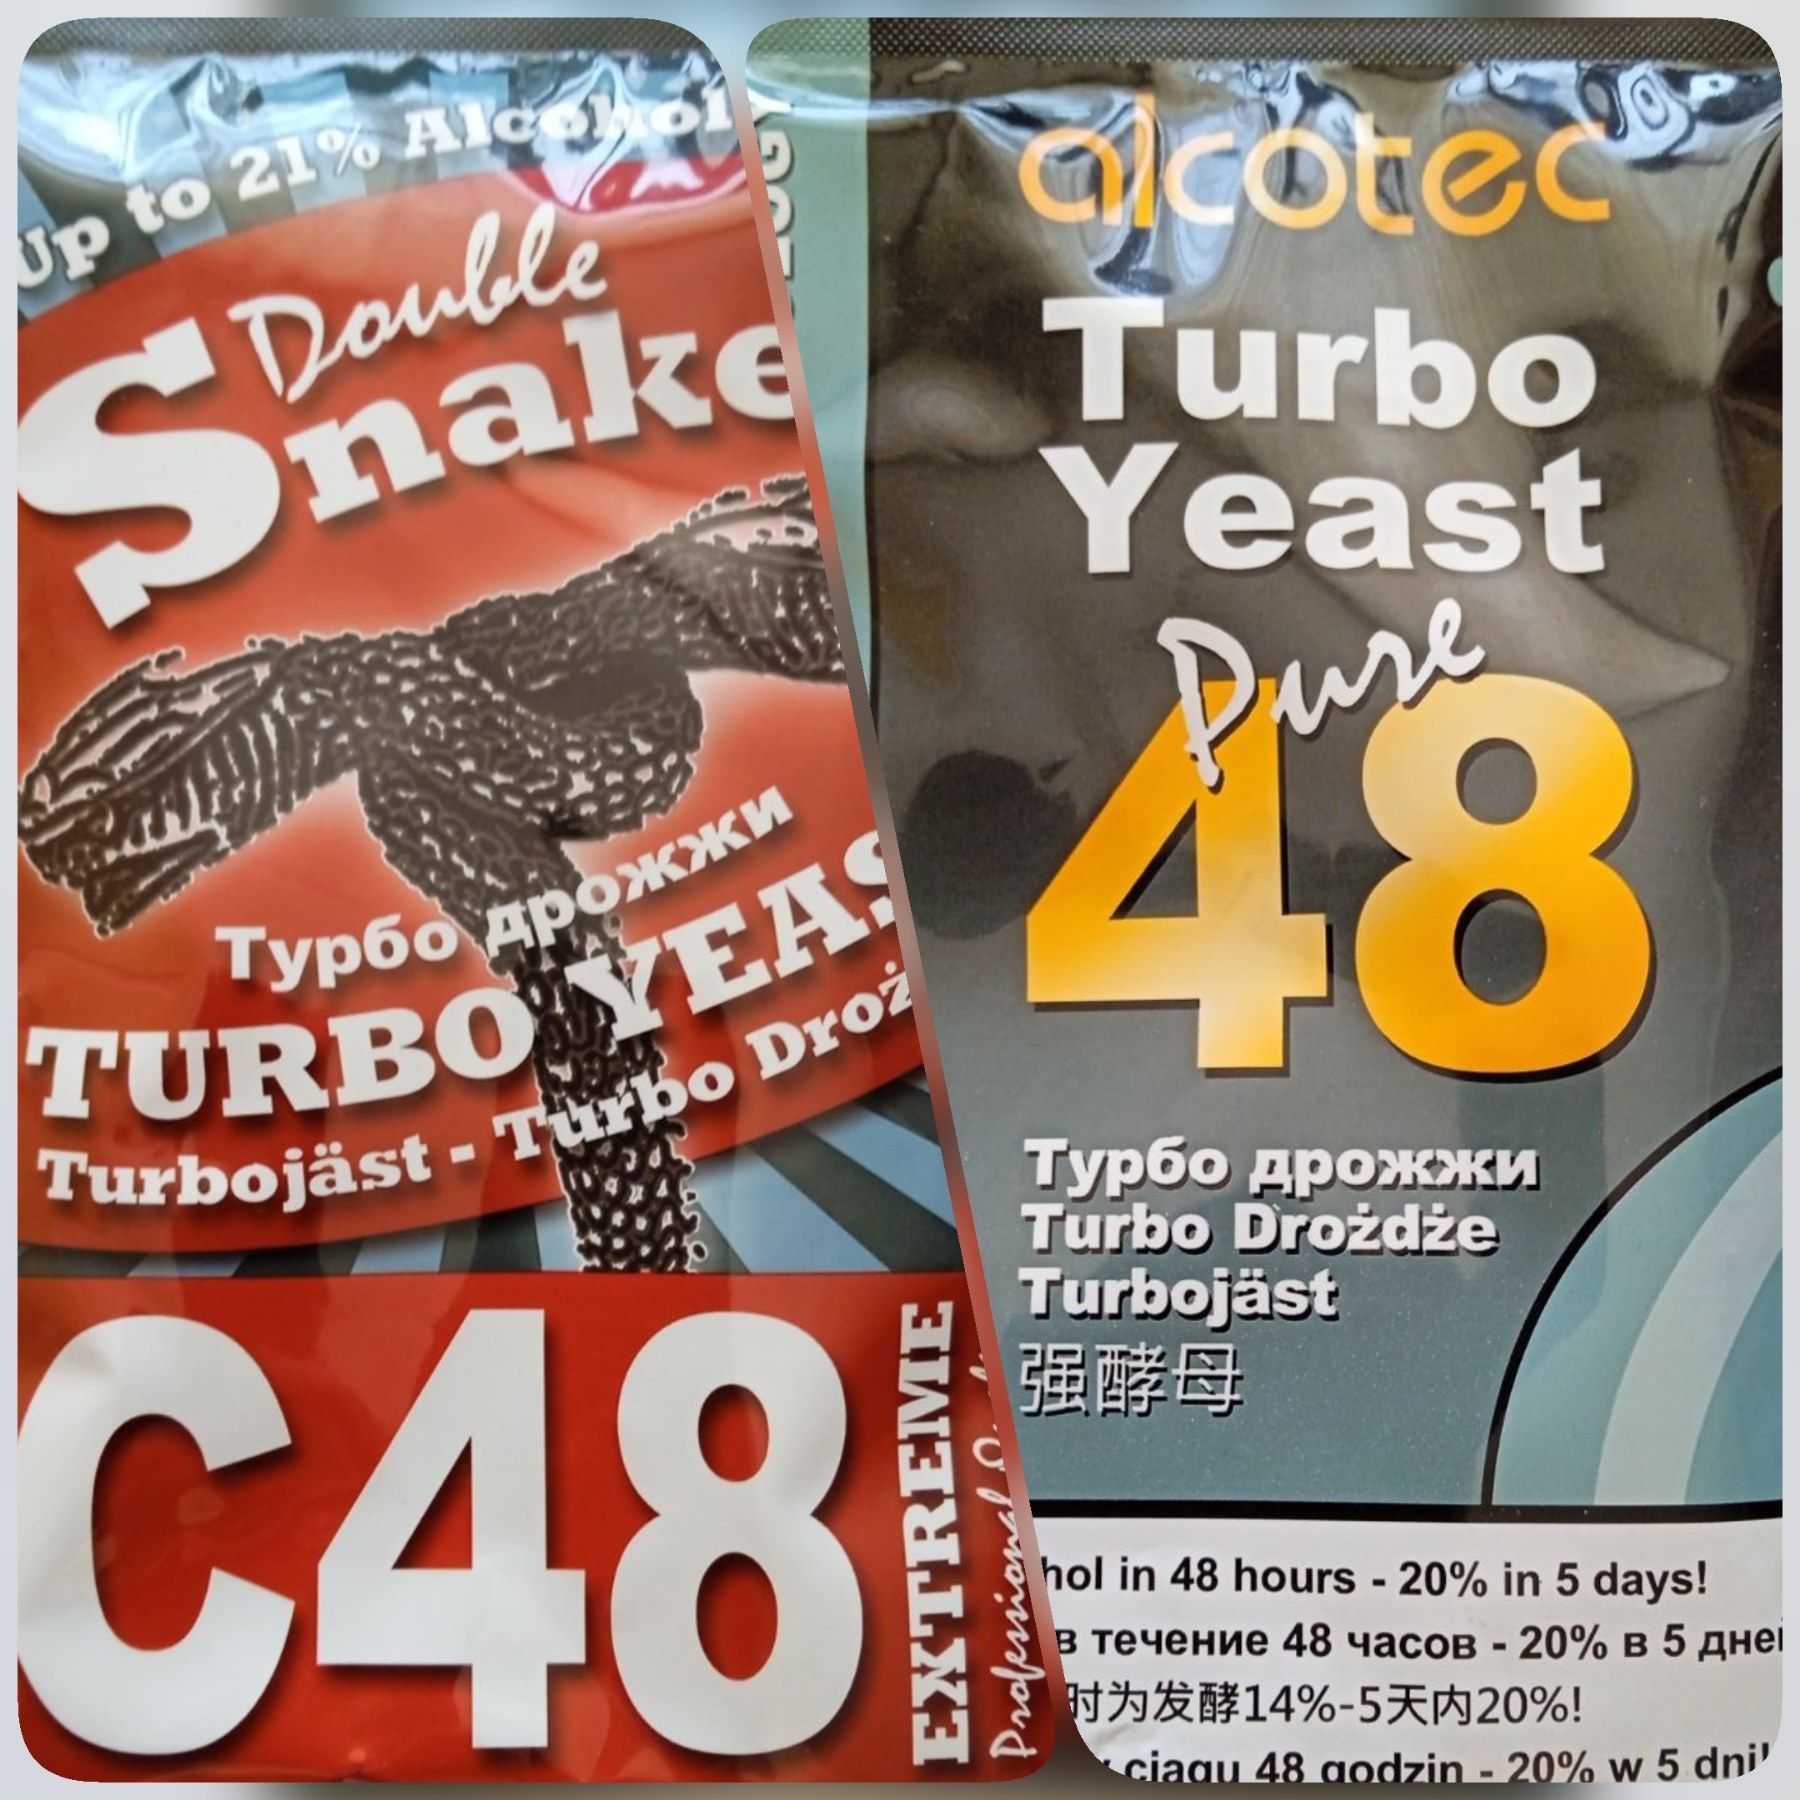 Up to 21% Alcohol
Double
Snake
Турбо дрожжи
TURBO YEAS
Turbojäst - Turbo Droż
C48
EXTREME
Professional
alcotec
Turbo
Yeast
Pure
48
Турбо дрожжи
Turbo Drożdże
Turbojäst
强酵母
hol in 48 hours - 20% in 5 days!
в течение 48 часов - 20% в 5 дней
时为发酵14%-5天内20%!
w ciągu 48 godzin - 20% w 5 dni!